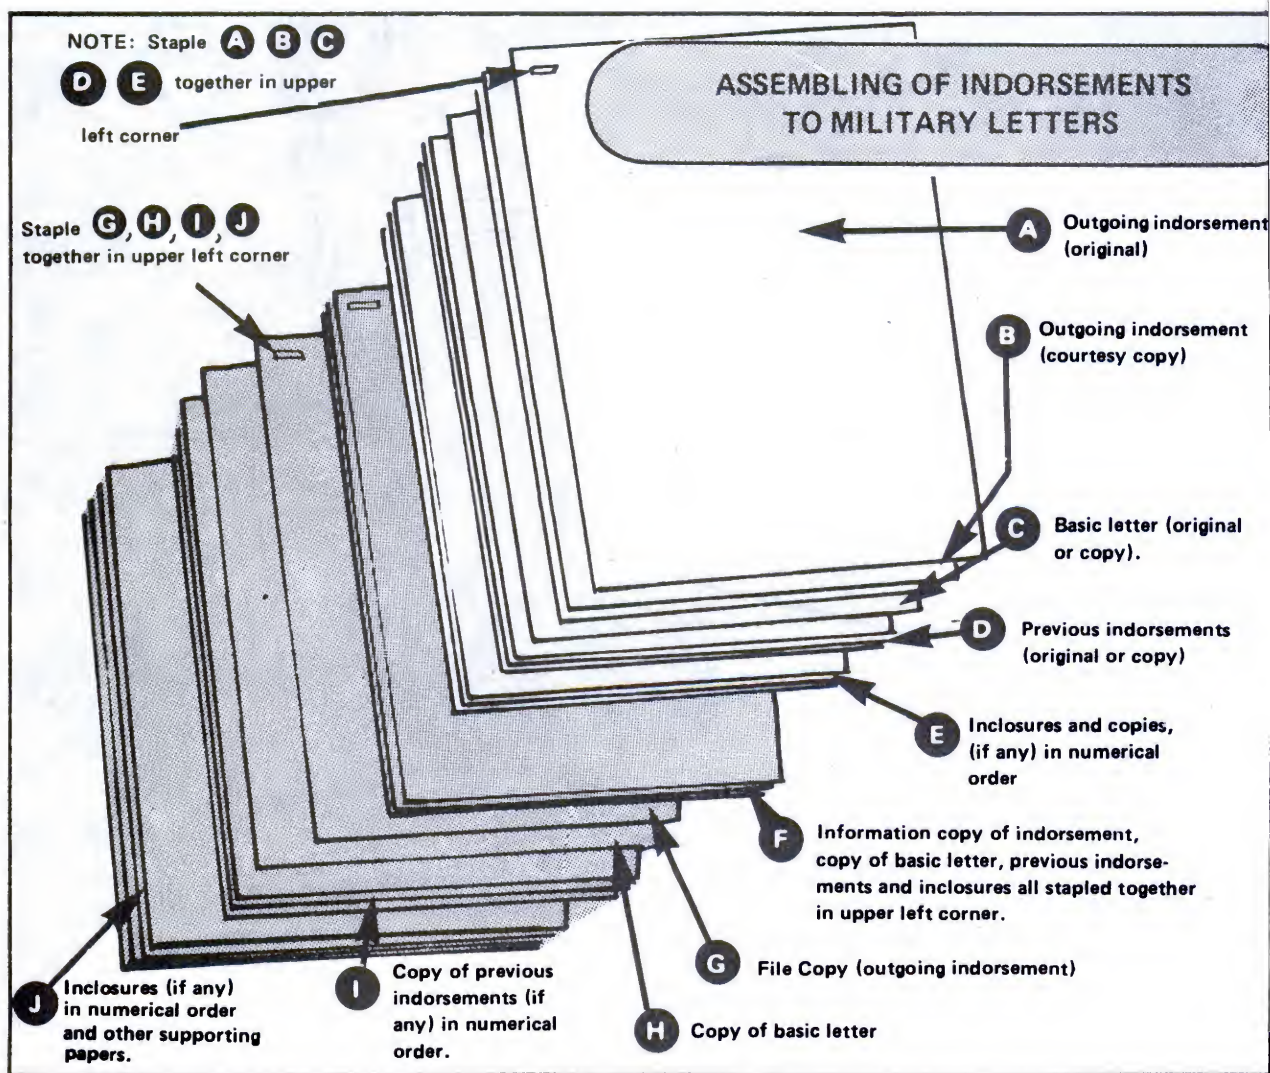 NOTE: Staple A B C
D E together in upper
left corner
ASSEMBLING OF INDORSEMENTS
TO MILITARY LETTERS
Staple G, H, I, J
together in upper left corner
A Outgoing indorsement
(original)
B Outgoing indorsement
(courtesy copy)
C Basic letter (original
or copy).
D Previous indorsements
(original or copy)
E Inclosures and copies,
(if any) in numerical
order
F Information copy of indorsement,
copy of basic letter, previous indorse-
ments and inclosures all stapled together
in upper left corner.
G File Copy (outgoing indorsement)
H Copy of basic letter
I Copy of previous
indorsements (if
any) in numerical
order.
J Inclosures (if any)
in numerical order
and other supporting
papers.